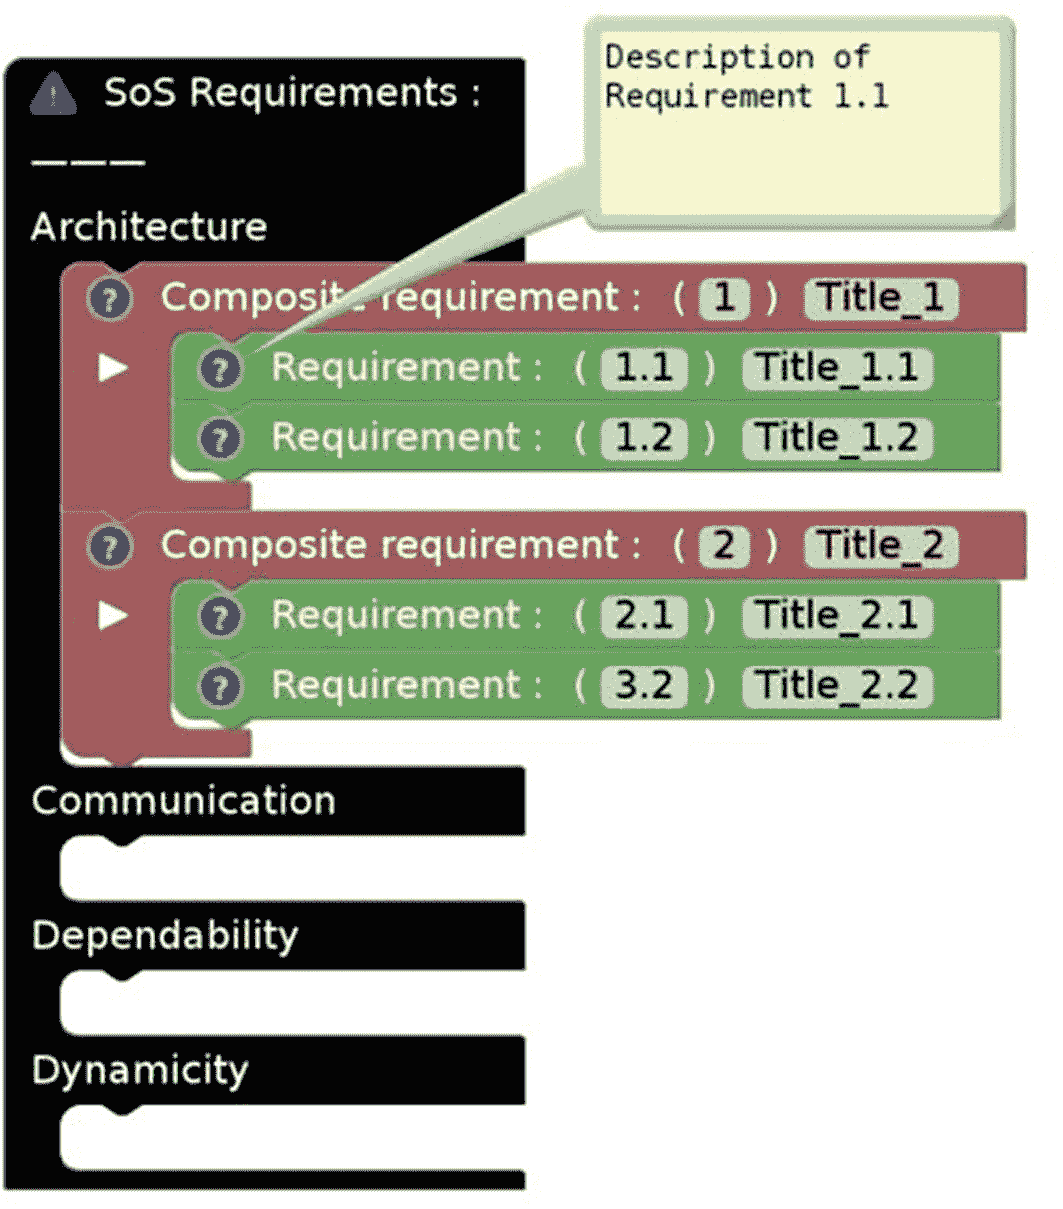 Description of
Requirement 1.1
SoS Requirements :
———
Architecture
? Composite requirement : ( 1 ) Title_1
? Requirement : ( 1.1 ) Title_1.1
? Requirement : ( 1.2 ) Title_1.2
? Composite requirement : ( 2 ) Title_2
? Requirement : ( 2.1 ) Title_2.1
? Requirement : ( 3.2 ) Title_2.2
Communication
Dependability
Dynamicity